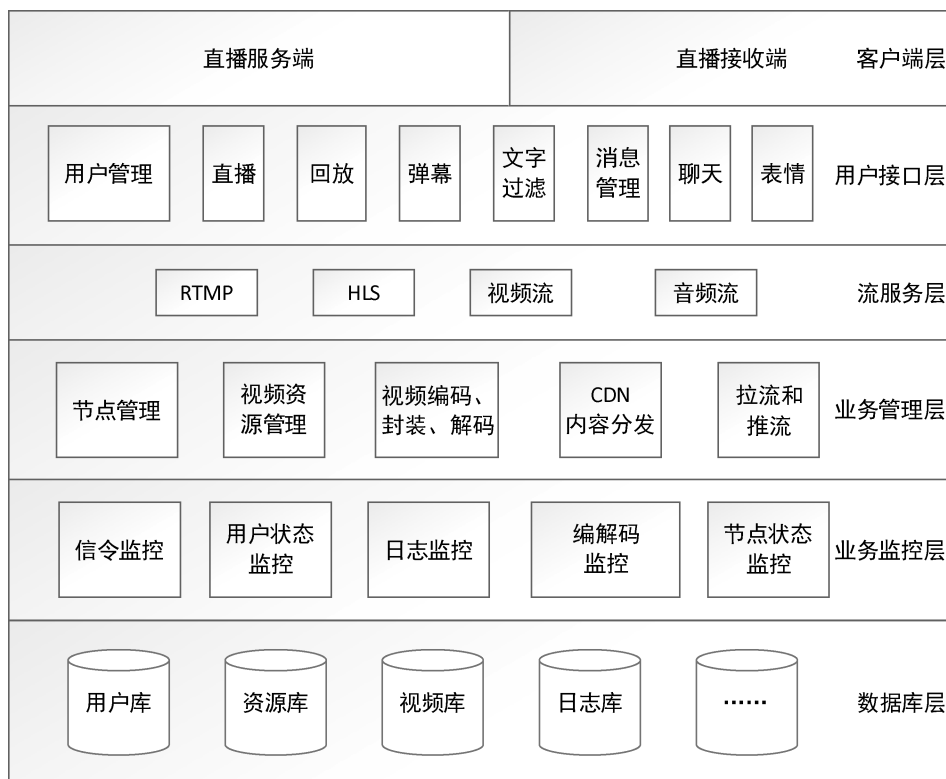 直播服务端
直播接收端
客户端层
用户管理
直播
回放
弹幕
文字
过滤
消息
管理
聊天
表情
用户接口层
RTMP
HLS
视频流
音频流
流服务层
节点管理
视频资
源管理
视频编码、
封装、解码
CDN
内容分发
拉流和
推流
业务管理层
信令监控
用户状态
监控
日志监控
编解码
监控
节点状态
监控
业务监控层
用户库
资源库
视频库
日志库
……
数据库层